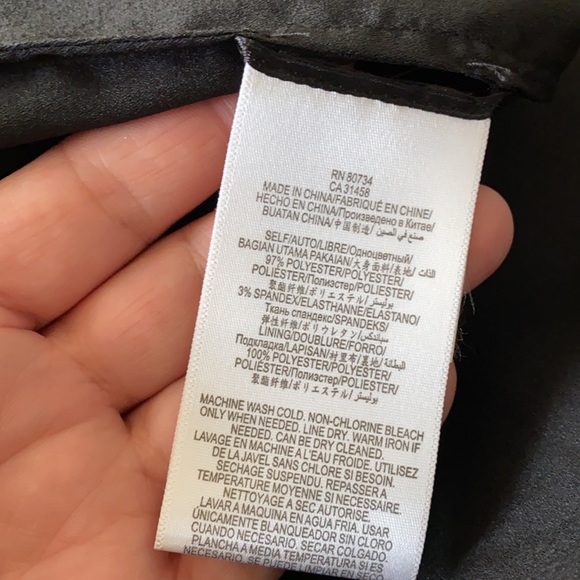 RN 80734
CA 31458
MADE IN CHINA/FABRIQUÉ EN CHINE/
HECHO EN CHINA/Произведено в Китае/
BUATAN CHINA/中国制造/صنع في الصين
SELF/AUTO/LIBRE/Одноцветный/
BAGIAN UTAMA PAKAIAN/大身面料/表地/الذات
97% POLYESTER/POLYESTER/
POLIÉSTER/Полиэстер/POLIESTER/
聚酯纤维/ポリエステル/بوليستر
3% SPANDEX/ELASTHANNE/ELASTANO/
Ткань спандекс/SPANDEKS/
弹性纤维/ポリウレタン/سباندكس
LINING/DOUBLURE/FORRO/
Подкладка/LAPISAN/村里布/裏地/البطانة
100% POLYESTER/POLYESTER/
POLIÉSTER/Полиэстер/POLIESTER/
聚酯纤维/ポリエステル/بوليستر
MACHINE WASH COLD. NON-CHLORINE BLEACH
ONLY WHEN NEEDED. LINE DRY. WARM IRON IF
NEEDED. CAN BE DRY CLEANED.
LAVAGE EN MACHINE A L'EAU FROIDE. UTILISEZ
DE LA JAVEL SANS CHLORE SI BESOIN.
SECHAGE SUSPENDU. REPASSER A
TEMPERATURE MOYENNE SI NECESSAIRE.
NETTOYAGE A SEC AUTORISE.
LAVAR A MAQUINA EN AGUA FRIA. USAR
ÚNICAMENTE BLANQUEADOR SIN CLORO
CUANDO NECESARIO. SECAR COLGADO.
PLANCHA A MEDIA TEMPERATURA SI ES
NECESARIO. SE PUEDE